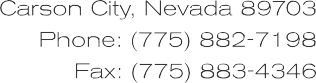 Carson City, Nevada 89703
Phone: (775) 882-7198
Fax: (775) 883-4346